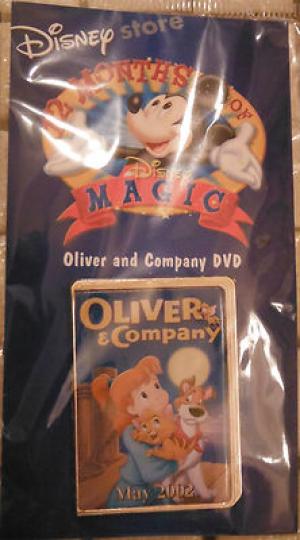 Disney store
12 MONTHS OF
Disney
MAGIC
Oliver and Company DVD
OLIVER
& Company
May 2002